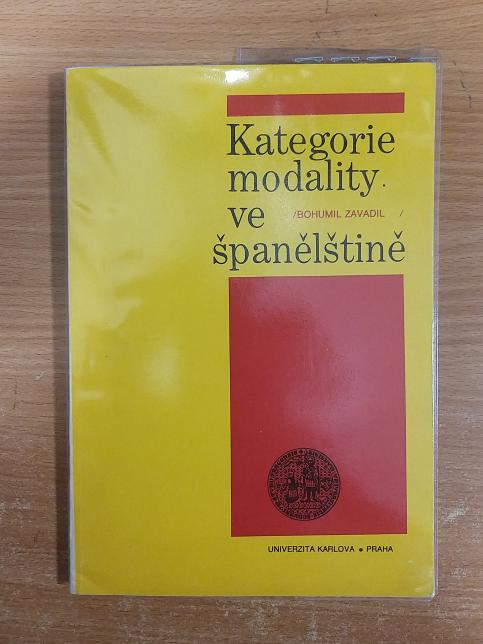 Kategorie
modality
ve
/BOHUMIL ZAVADIL /
španělštině
UNIVERZITA KARLOVA • PRAHA